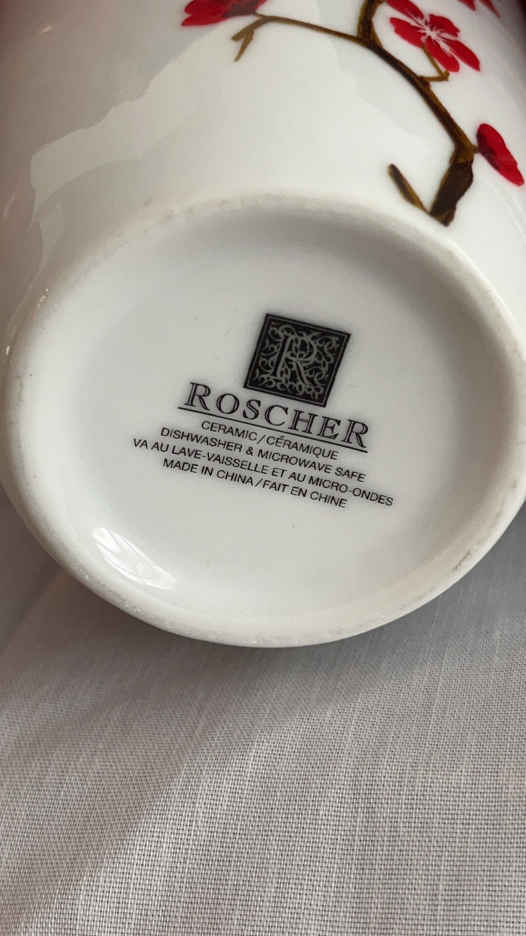 R
ROSCHER
CERAMIC/CÉRAMIQUE
DISHWASHER & MICROWAVE SAFE
VA AU LAVE-VAISSELLE ET AU MICRO-ONDES
MADE IN CHINA/FAIT EN CHINE